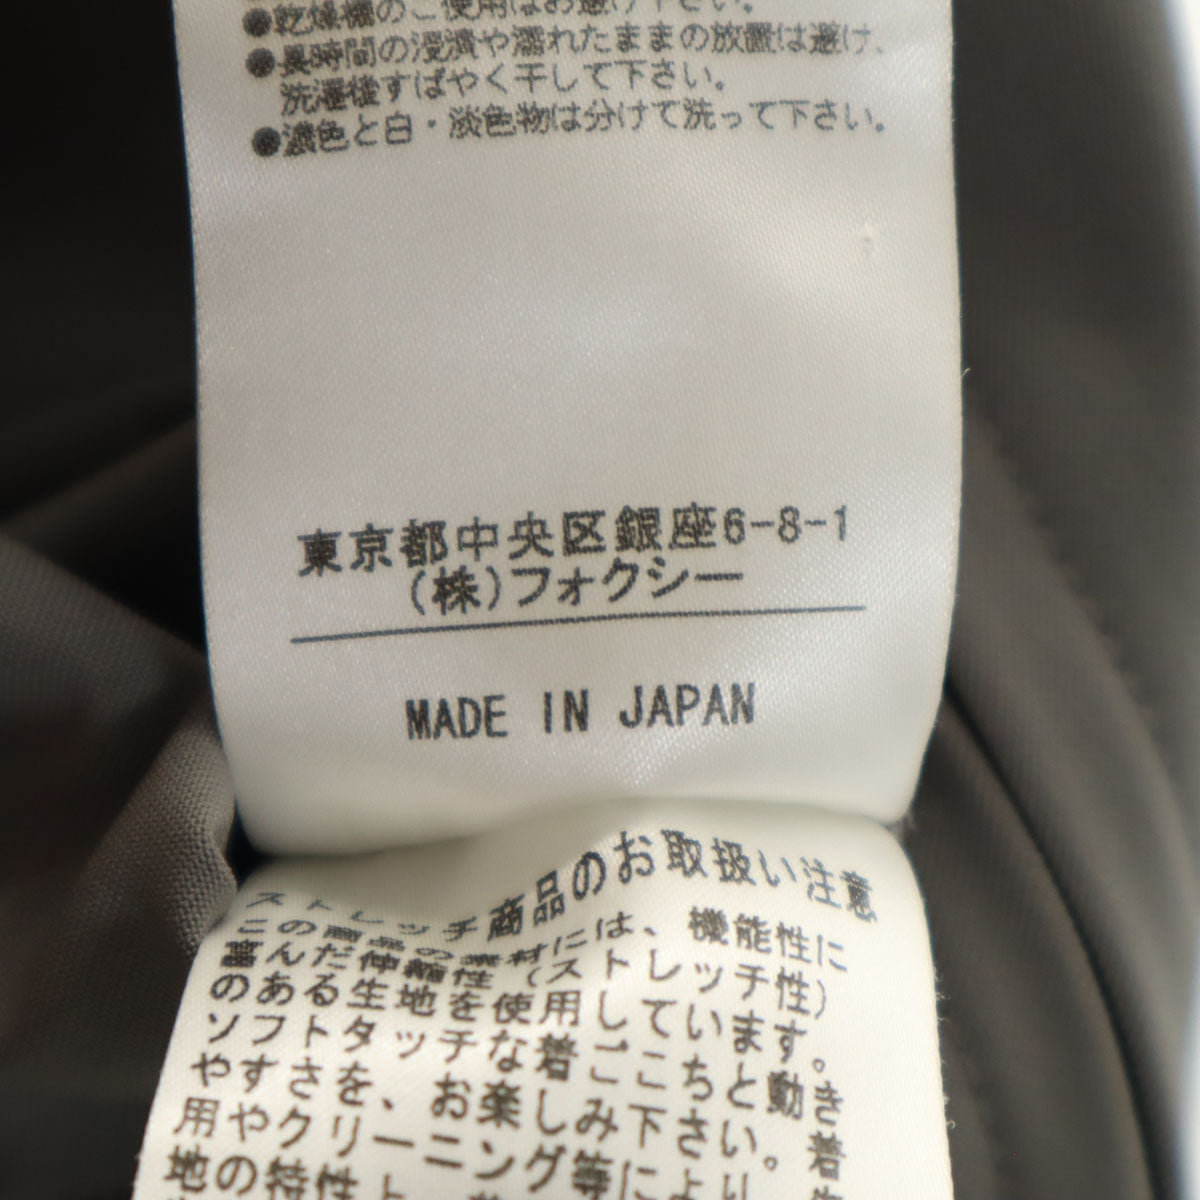 ●乾燥機のご使用はお避け下さい。
●長時間の浸漬や濡れたままの放置は避け、
洗濯後すばやく干して下さい。
●濃色と白・淡色物は分けて洗って下さい。
東京都中央区銀座6-8-1
(株)フォクシー
MADE IN JAPAN
ストレッチ商品のお取扱い注意
この商品の素材には、機能性に
富んだ伸縮性(ストレッチ性)
のある生地を使用しています。
ソフトタッチな着ごこちと動き
やすさを、お楽しみ下さい。着
用やクリーニング等により
地の特性